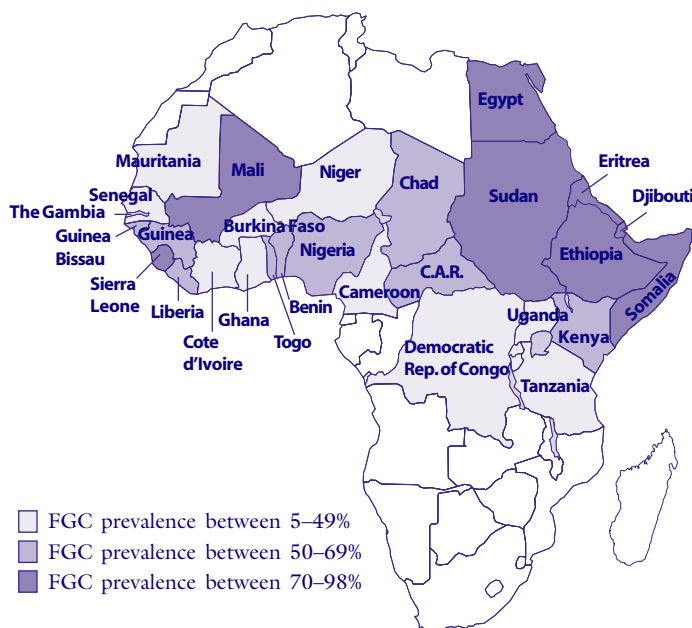 Egypt
Mauritania
Mali
Niger
Chad
Sudan
Eritrea
Senegal
Djibouti
The Gambia
Burkina Faso
Guinea
Bissau
Guinea
Nigeria
Ethiopia
C.A.R.
Sierra
Leone
Cameroon
Somalia
Liberia
Benin
Uganda
Ghana
Kenya
Cote
d'Ivoire
Togo
Democratic
Rep. of Congo
Tanzania
FGC prevalence between 5–49%
FGC prevalence between 50–69%
FGC prevalence between 70–98%